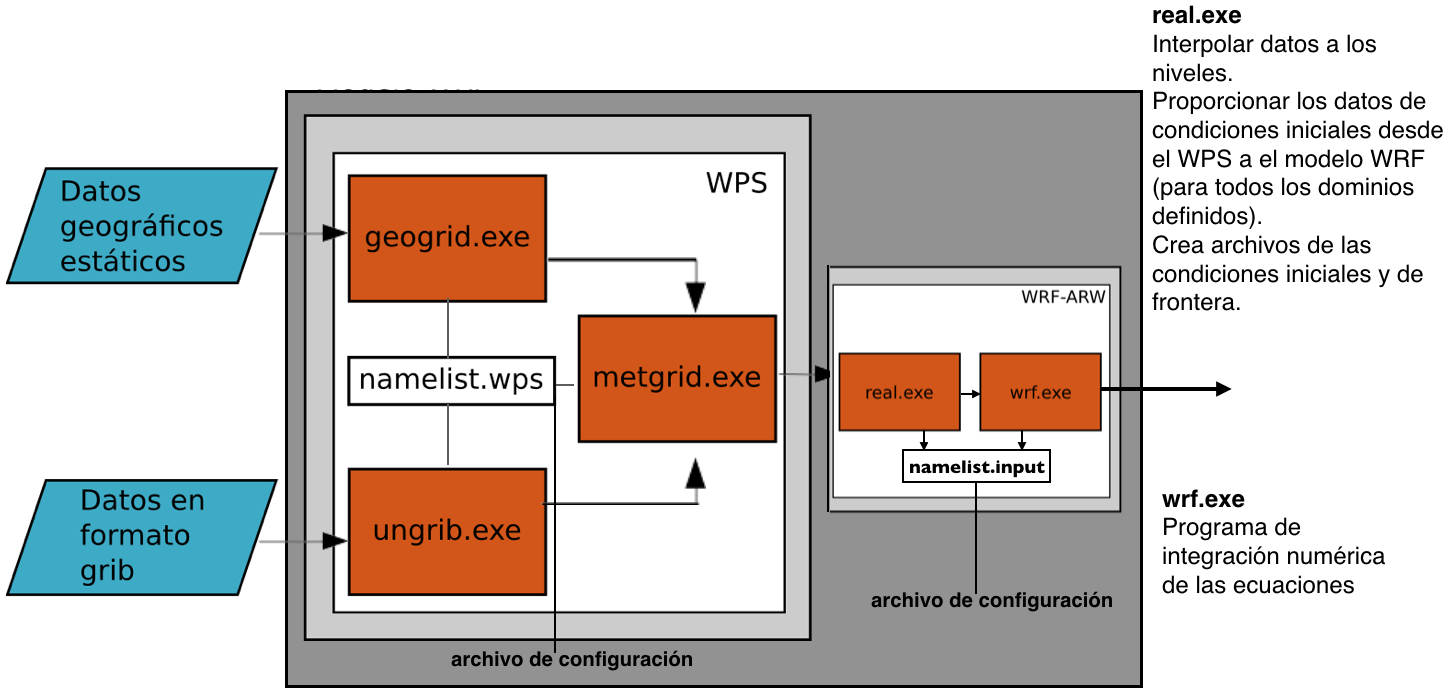 real.exe
Interpolar datos a los
niveles.
Proporcionar los datos de
condiciones iniciales desde
el WPS a el modelo WRF
(para todos los dominios
definidos).
Crea archivos de las
condiciones iniciales y de
frontera.
Datos
geográficos
estáticos
geogrid.exe
WPS
namelist.wps
metgrid.exe
WRF-ARW
real.exe
wrf.exe
namelist.input
Datos en
formato
grib
ungrib.exe
wrf.exe
Programa de
integración numérica
de las ecuaciones
archivo de configuración
archivo de configuración